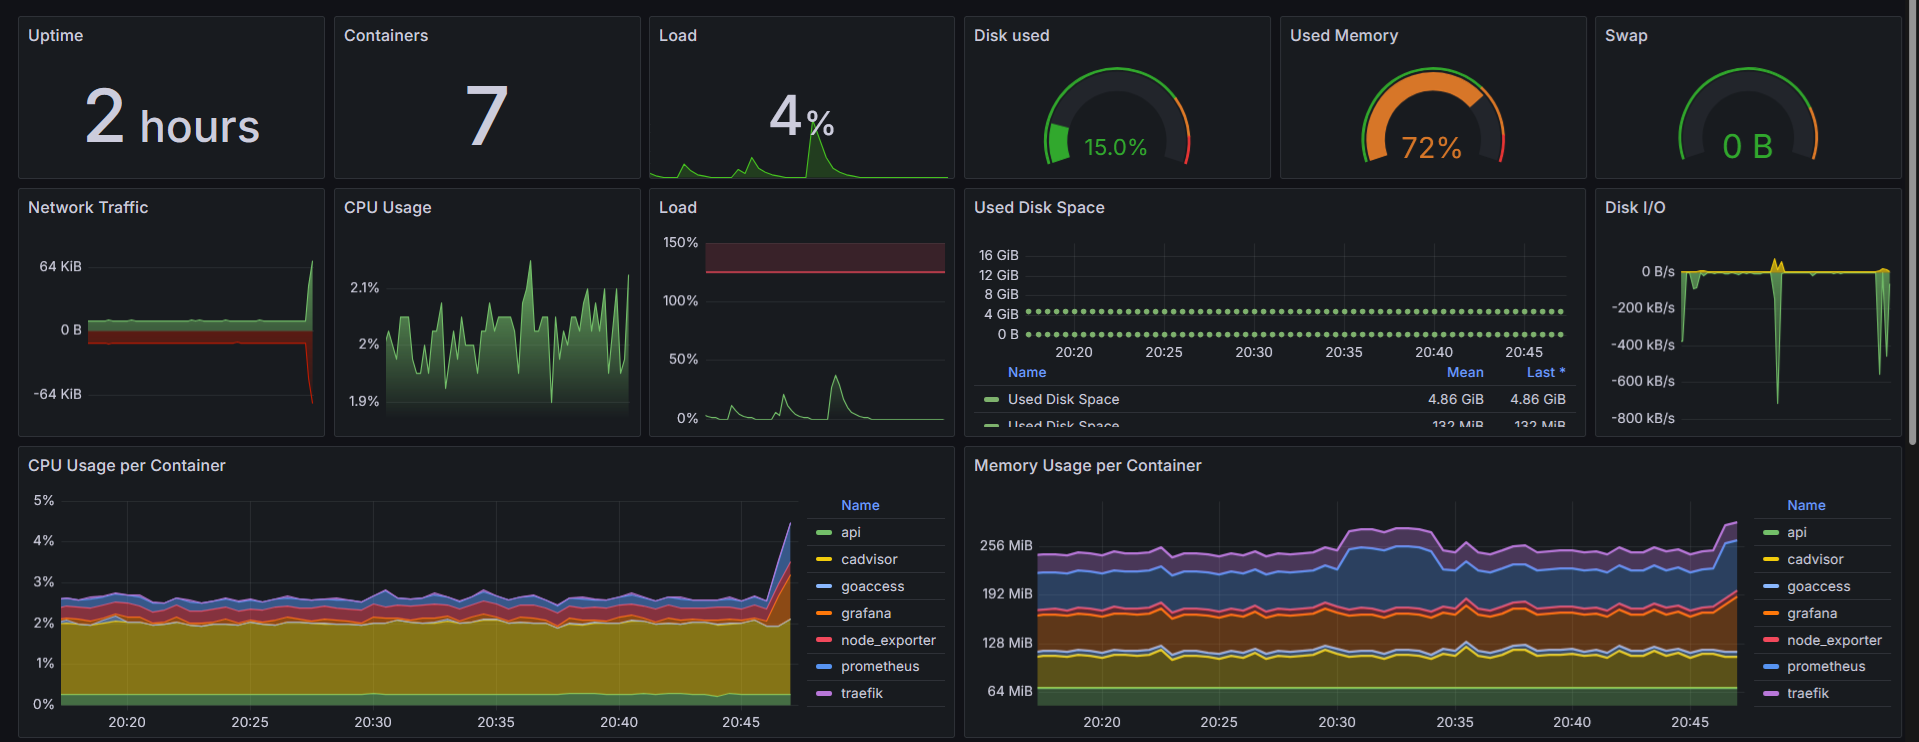 Uptime
2 hours
Containers
7
Load
4%
Disk used
15.0%
Used Memory
72%
Swap
0 B
Network Traffic
64 KiB
0 B
-64 KiB
CPU Usage
2.1%
2%
1.9%
Load
150%
100%
50%
0%
Used Disk Space
16 GiB
12 GiB
8 GiB
4 GiB
0 B
20:20 20:25 20:30 20:35 20:40 20:45
Name Mean Last *
Used Disk Space 4.86 GiB 4.86 GiB
Used Disk Space 132 MiB 132 MiB
Disk I/O
0 B/s
-200 kB/s
-400 kB/s
-600 kB/s
-800 kB/s
CPU Usage per Container
5%
4%
3%
2%
1%
0%
20:20 20:25 20:30 20:35 20:40 20:45
Name
api
cadvisor
goaccess
grafana
node_exporter
prometheus
traefik
Memory Usage per Container
256 MiB
192 MiB
128 MiB
64 MiB
20:20 20:25 20:30 20:35 20:40 20:45
Name
api
cadvisor
goaccess
grafana
node_exporter
prometheus
traefik